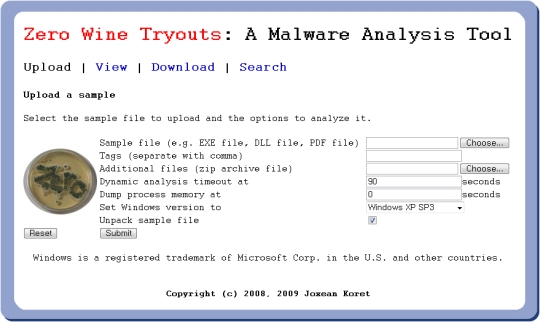 Zero Wine Tryouts: A Malware Analysis Tool
Upload | View | Download | Search
Upload a sample
Select the sample file to upload and the options to analyze it.
Sample file (e.g. EXE file, DLL file, PDF file) Choose...
Tags (separate with comma)
Additional files (zip archive file) Choose...
Dynamic analysis timeout at 90 seconds
Dump process memory at 0 seconds
Set Windows version to Windows XP SP3
Unpack sample file
Reset Submit
Windows is a registered trademark of Microsoft Corp. in the U.S. and other countries.
Copyright (c) 2008, 2009 Joxean Koret